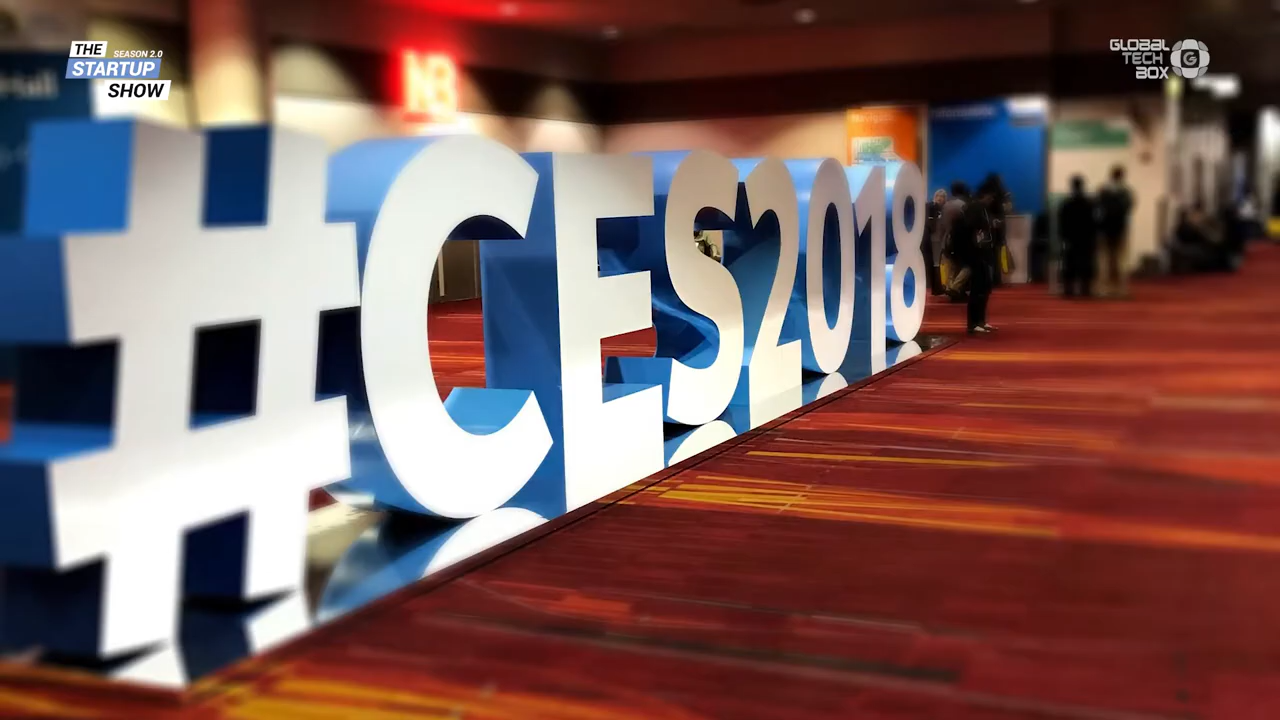 THE
SEASON 2.0
STARTUP
SHOW
GLOBAL
TECH
BOX
G
N3
#CES2018